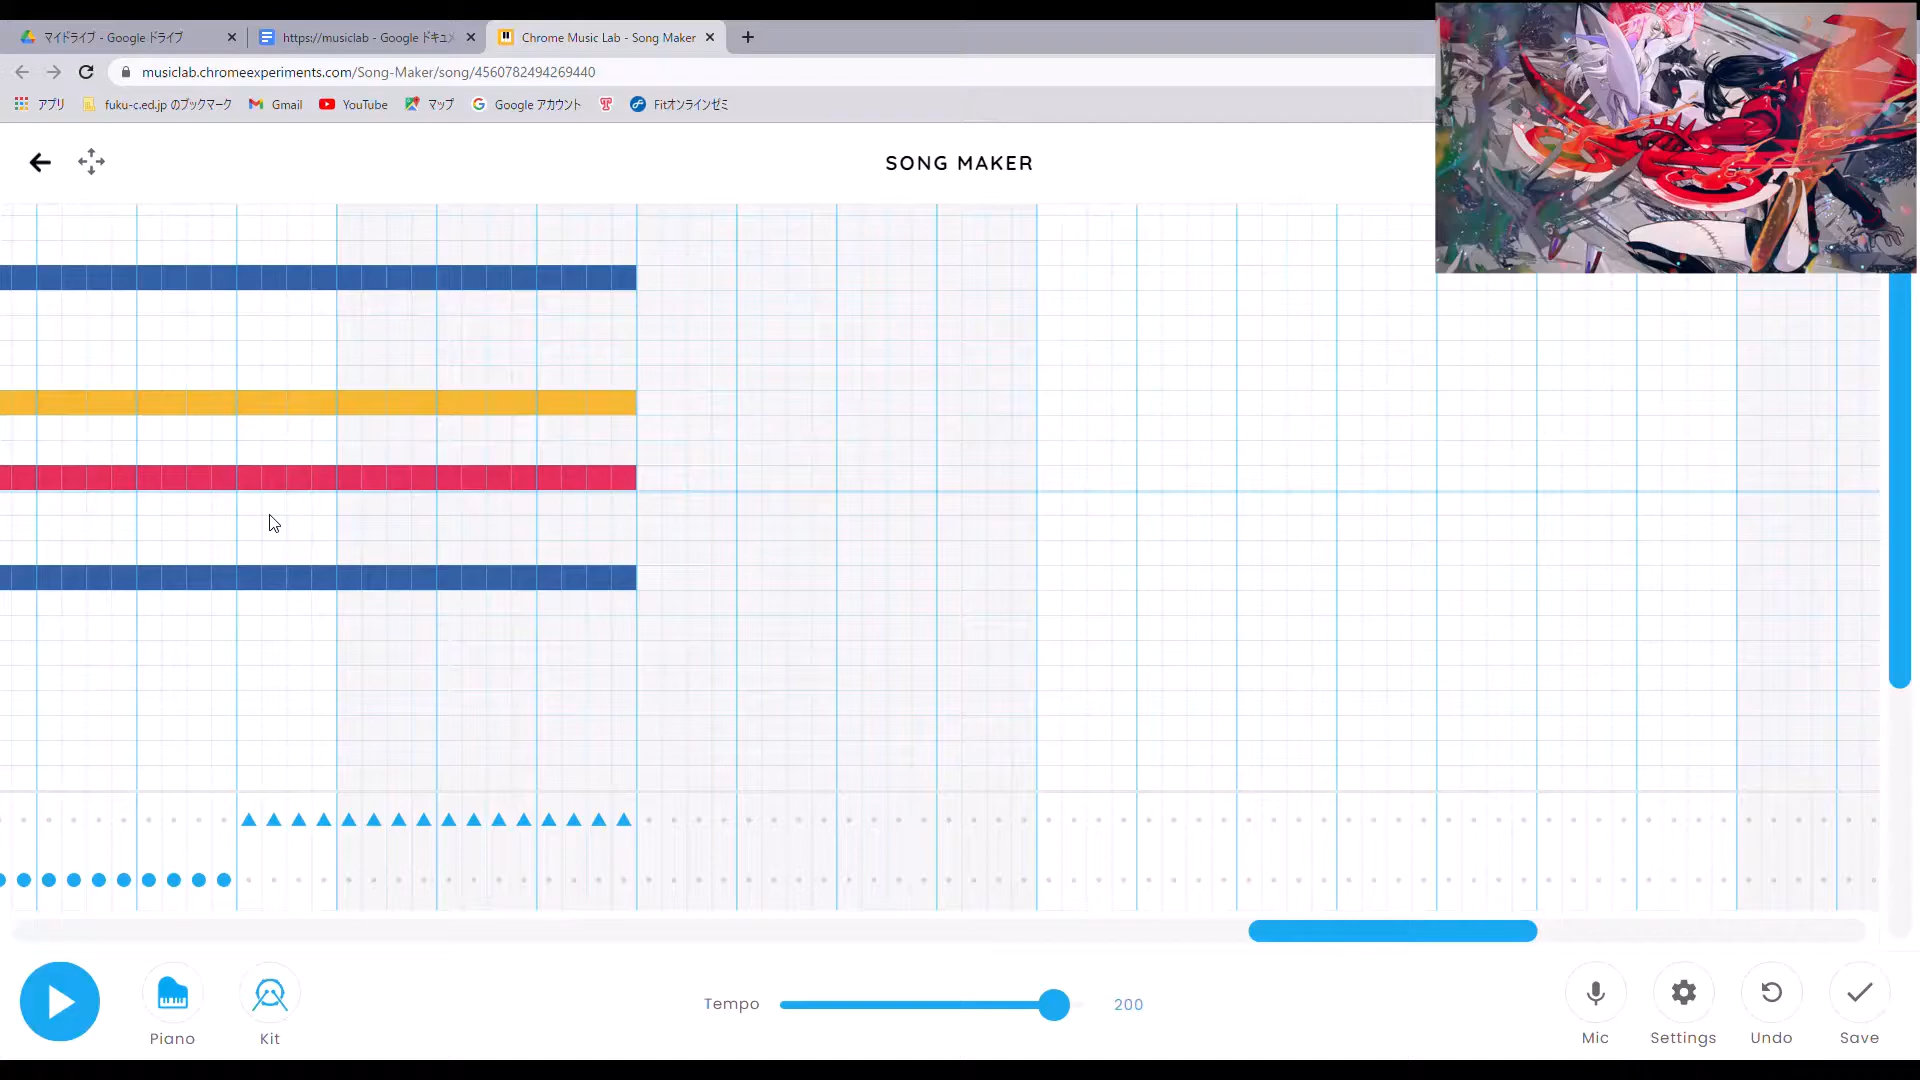 マイドライブ - Google ドライブ
https://musiclab - Google ドキュメ
Chrome Music Lab - Song Maker
musiclab.chromeexperiments.com/Song-Maker/song/4560782494269440
アプリ
fuku-c.ed.jp のブックマーク
Gmail
YouTube
マップ
Google アカウント
Fitオンラインゼミ
SONG MAKER
Piano
Kit
Tempo
200
Mic
Settings
Undo
Save